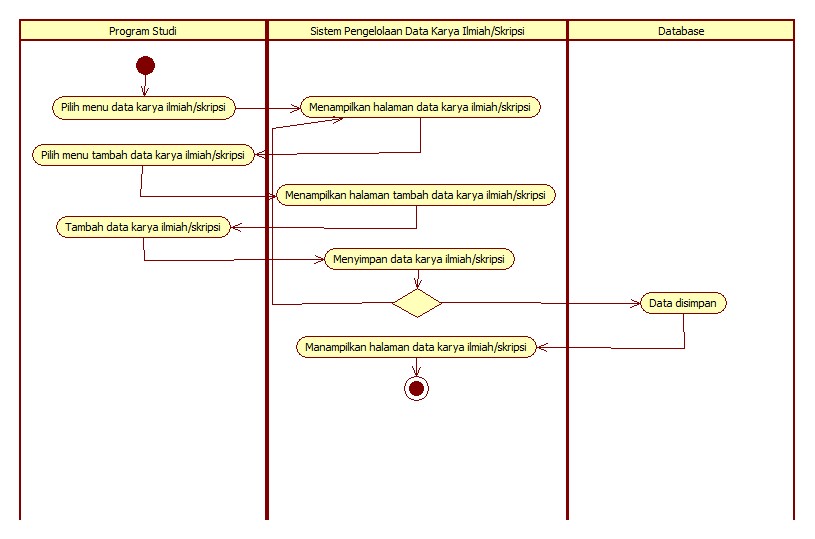 Program Studi
Sistem Pengelolaan Data Karya Ilmiah/Skripsi
Database
Pilih menu data karya ilmiah/skripsi
Menampilkan halaman data karya ilmiah/skripsi
Pilih menu tambah data karya ilmiah/skripsi
Menampilkan halaman tambah data karya ilmiah/skripsi
Tambah data karya ilmiah/skripsi
Menyimpan data karya ilmiah/skripsi
Data disimpan
Manampilkan halaman data karya ilmiah/skripsi